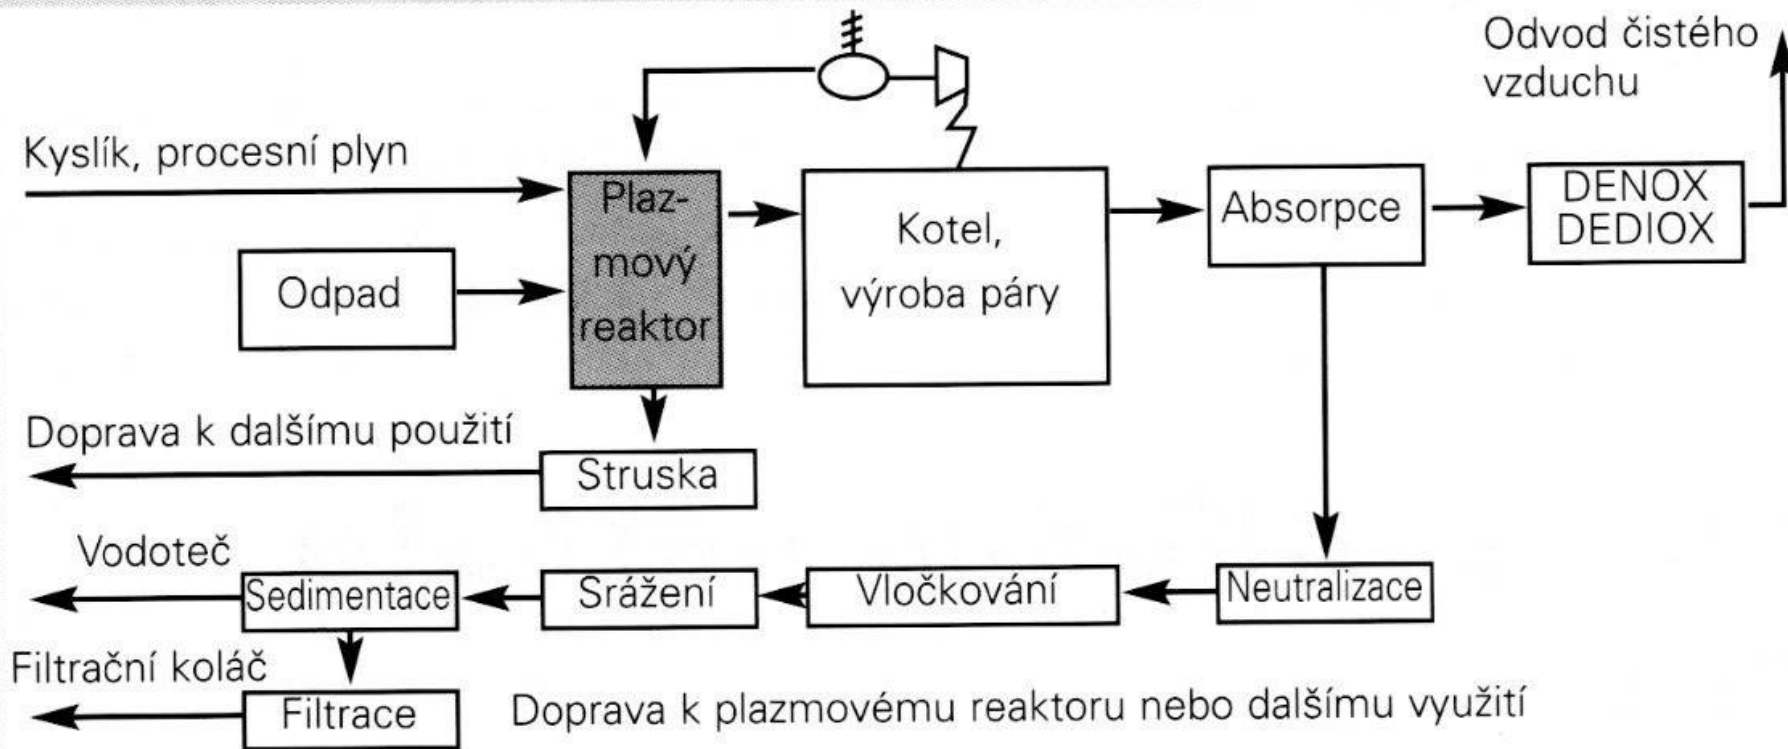 Odvod čistého
vzduchu
Kyslík, procesní plyn
Plaz-
mový
reaktor
Kotel,
výroba páry
Absorpce
DENOX
DEDIOX
Odpad
Doprava k dalšímu použití
Struska
Vodoteč
Sedimentace
Srážení
Vločkování
Neutralizace
Filtrační koláč
Filtrace
Doprava k plazmovému reaktoru nebo dalšímu využití